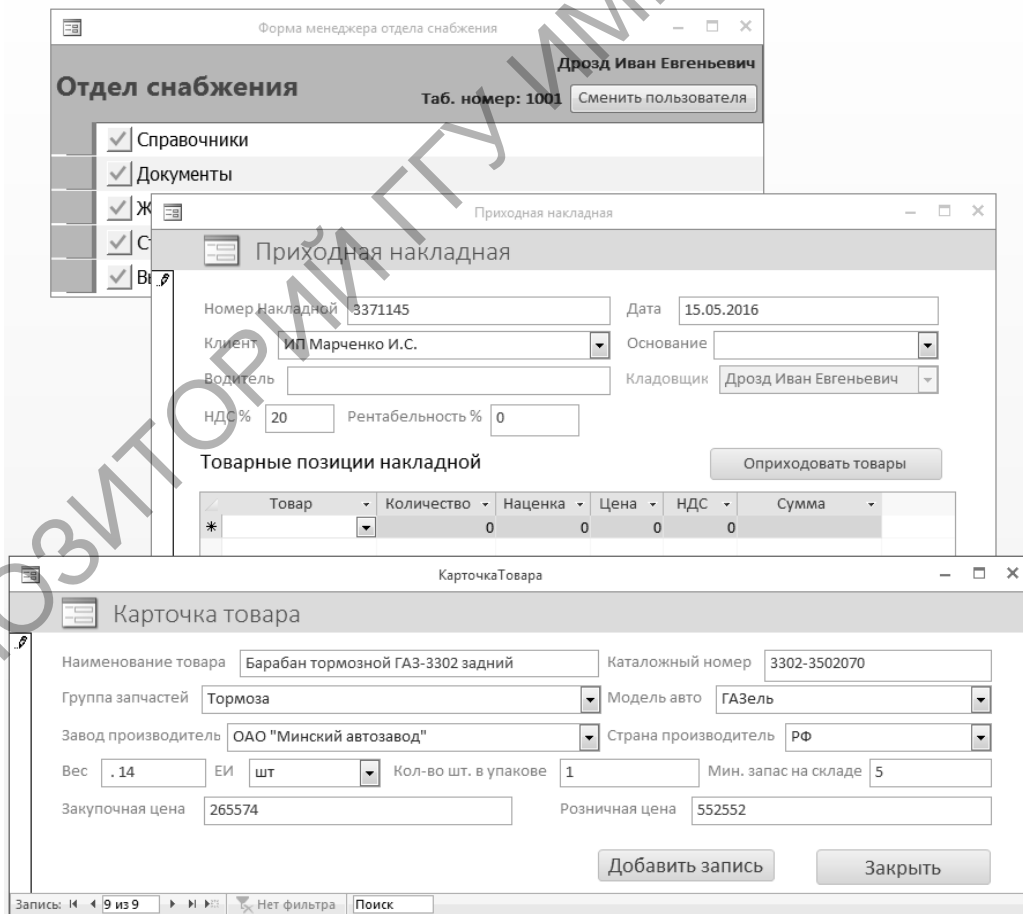 Форма менеджера отдела снабжения
Дрозд Иван Евгеньевич
Отдел снабжения
Таб. номер: 1001 Сменить пользователя
Справочники
Документы
Ж
С
В
Приходная накладная
Приходная накладная
Номер Накладной 3371145 Дата 15.05.2016
Клиент ИП Марченко И.С. Основание
Водитель Кладовщик Дрозд Иван Евгеньевич
НДС % 20 Рентабельность % 0
Товарные позиции накладной Оприходовать товары
Товар Количество Наценка Цена НДС Сумма
0 0 0 0
КарточкаТовара
Карточка товара
Наименование товара Барабан тормозной ГАЗ-3302 задний Каталожный номер 3302-3502070
Группа запчастей Тормоза Модель авто ГАЗель
Завод производитель ОАО "Минский автозавод" Страна производитель РФ
Вес . 14 ЕИ шт Кол-во шт. в упакове 1 Мин. запас на складе 5
Закупочная цена 265574 Розничная цена 552552
Добавить запись Закрыть
Запись: 9 из 9 Нет фильтра Поиск
ОЗИТОРИЙ ГГУ ИМ